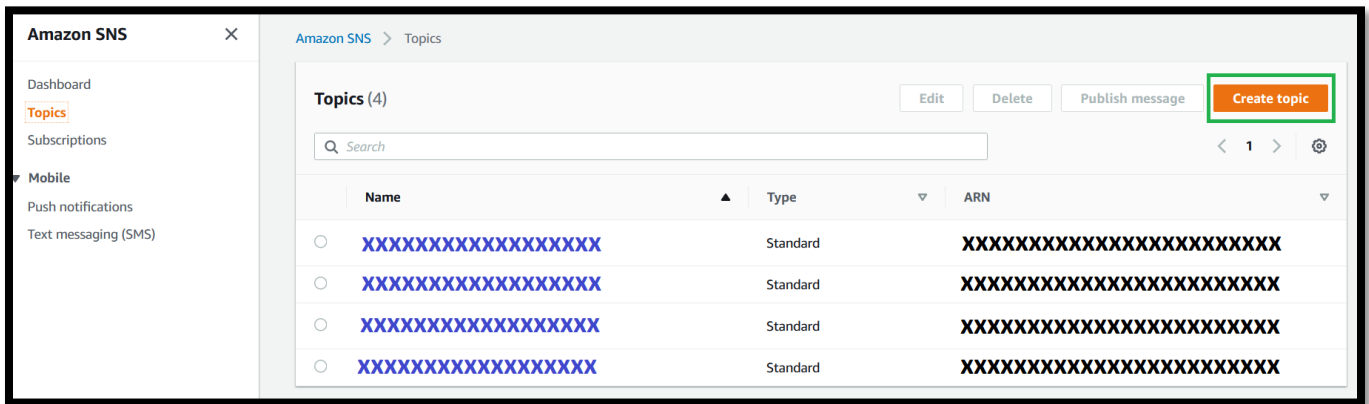 Amazon SNS
Dashboard
Topics
Subscriptions
Mobile
Push notifications
Text messaging (SMS)
Amazon SNS > Topics
Topics (4)
Edit Delete Publish message Create topic
Search
< 1 >
Name Type ARN
XXXXXXXXXXXXXXXXXX Standard XXXXXXXXXXXXXXXXXXXXXXXX
XXXXXXXXXXXXXXXXXX Standard XXXXXXXXXXXXXXXXXXXXXXXX
XXXXXXXXXXXXXXXXXX Standard XXXXXXXXXXXXXXXXXXXXXXXX
XXXXXXXXXXXXXXXXXX Standard XXXXXXXXXXXXXXXXXXXXXXXX